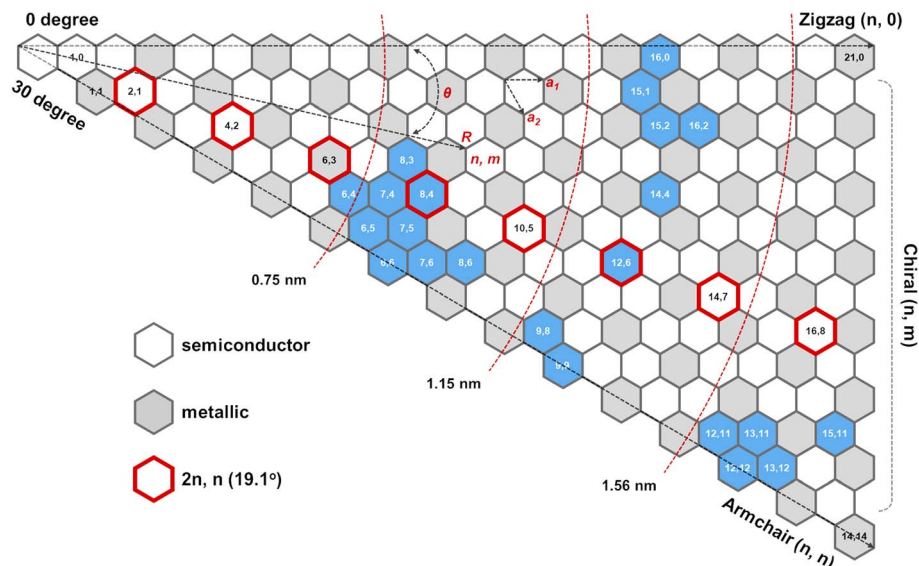 0 degree
Zigzag (n, 0)
1,0
16,0
21,0
1,1
2,1
θ
a1
15,1
30 degree
a2
4,2
15,2
16,2
R
6,3
8,3
n, m
6,4
7,4
8,4
14,4
6,5
7,5
10,5
6,6
7,6
8,6
12,6
0.75 nm
14,7
Chiral (n, m)
semiconductor
9,8
16,8
1.15 nm
9,9
metallic
12,11
13,11
15,11
2n, n (19.1o)
12,12
13,12
1.56 nm
Armchair (n, n)
14,14